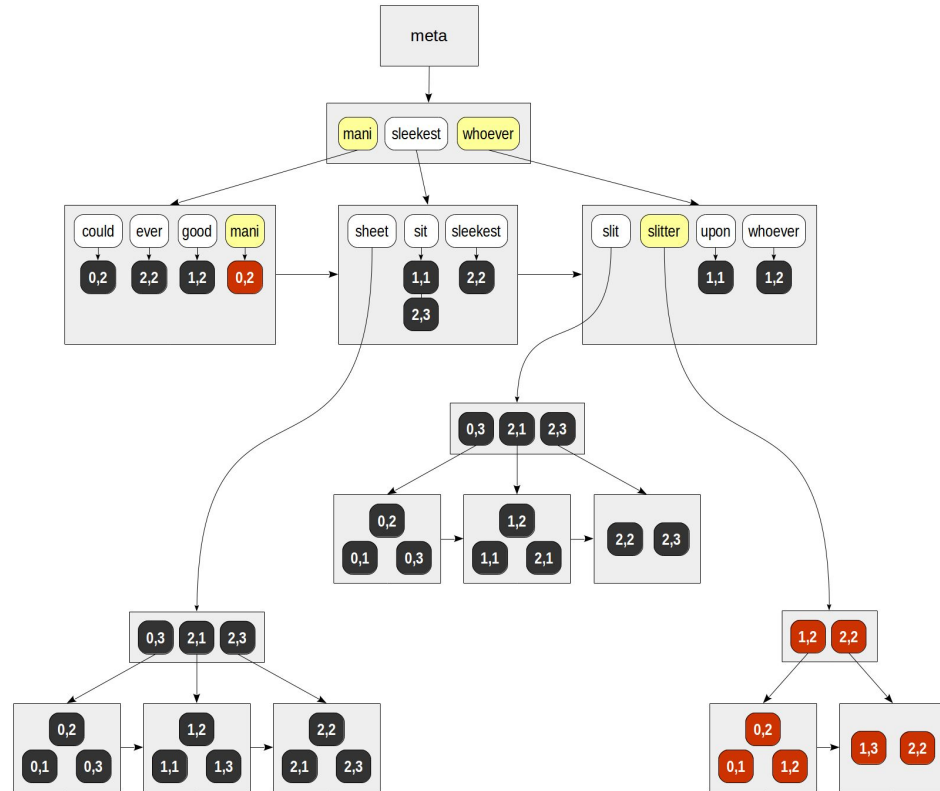 meta
mani sleekest whoever
could ever good mani sheet sit sleekest slit slitter upon whoever
0,2 2,2 1,2 0,2 1,1 2,2 1,1 1,2
2,3
0,3 2,1 2,3
0,2 1,2
0,1 0,3 1,1 2,1 2,2 2,3
0,3 2,1 2,3 1,2 2,2
0,2 1,2 2,2 0,2
0,1 0,3 1,1 1,3 2,1 2,3 0,1 1,2 1,3 2,2